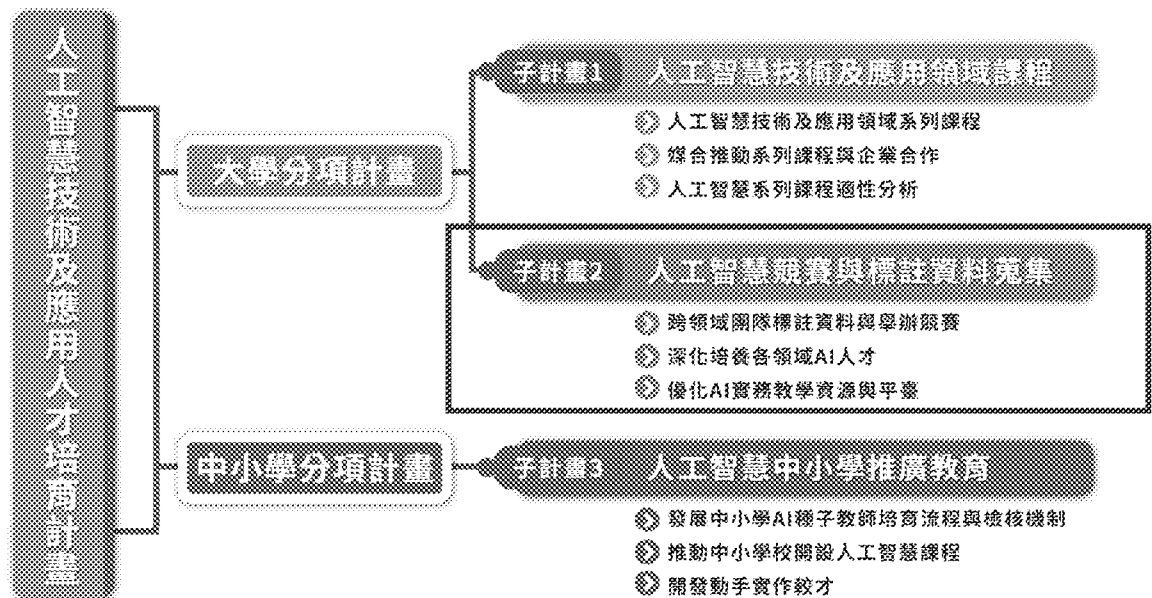 人工智慧技術及應用人才培育計畫
大學分項計畫
子計畫1 人工智慧技術及應用領域課程
人工智慧技術及應用領域系列課程
媒合推動系列課程與企業合作
人工智慧系列課程適性分析
子計畫2 人工智慧競賽與標註資料蒐集
跨領域團隊標註資料與舉辦競賽
深化培養各領域AI人才
優化AI實務教學資源與平臺
中小學分項計畫
子計畫3 人工智慧中小學推廣教育
發展中小學AI種子教師培育流程與檢核機制
推動中小學校開設人工智慧課程
開發動手實作教才